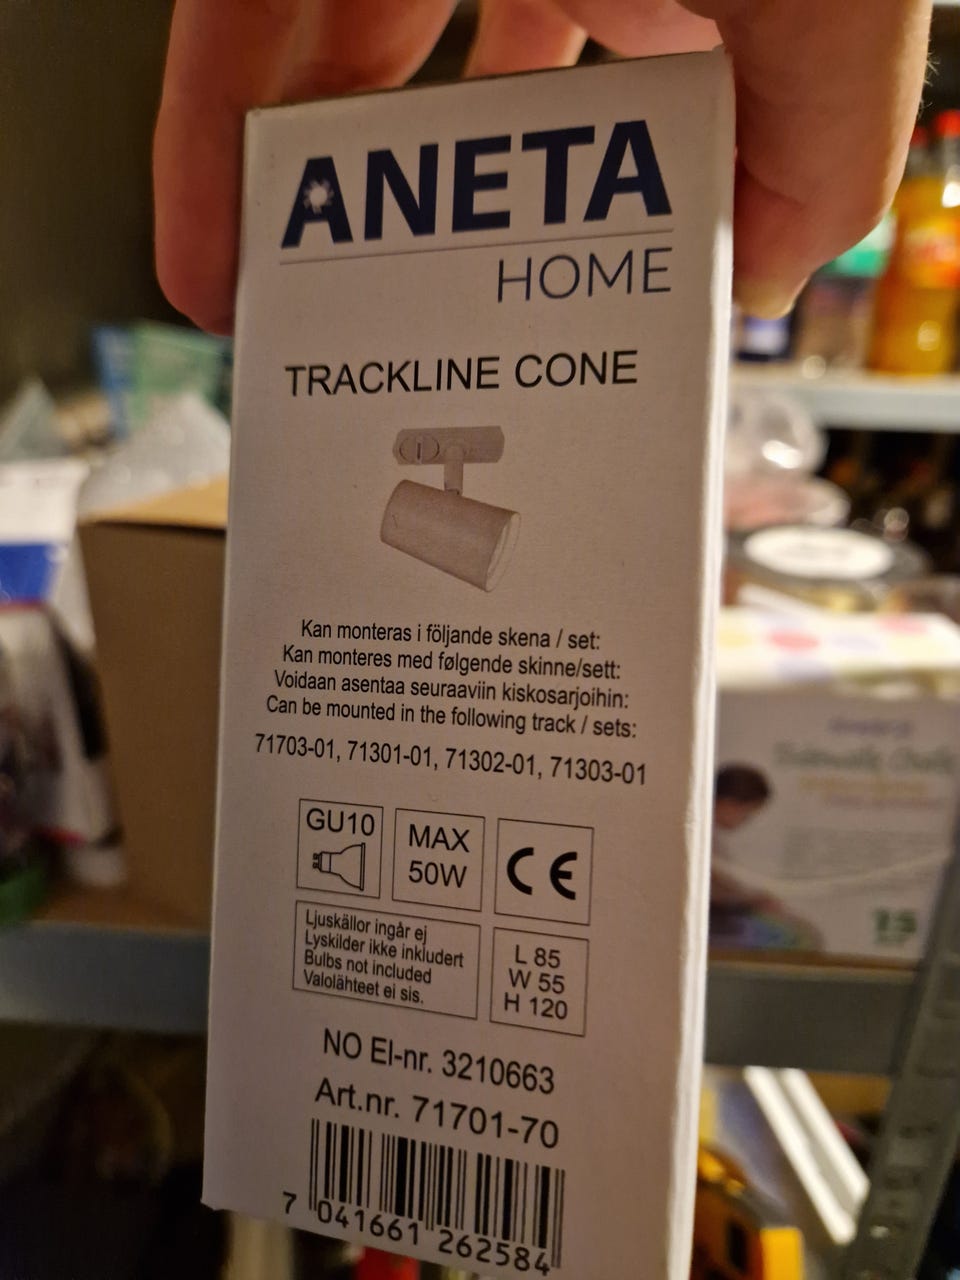 ANETA
HOME
TRACKLINE CONE
Kan monteras i följande skena / set:
Kan monteres med følgende skinne/sett:
Voidaan asentaa seuraaviin kiskosarjoihin:
Can be mounted in the following track / sets:
71703-01, 71301-01, 71302-01, 71303-01
GU10
MAX
50W
CE
Ljuskällor ingår ej
Lyskilder ikke inkludert
Bulbs not included
Valolähteet ei sis.
L 85
W 55
H 120
NO El-nr. 3210663
Art.nr. 71701-70
7 041661 262584
15